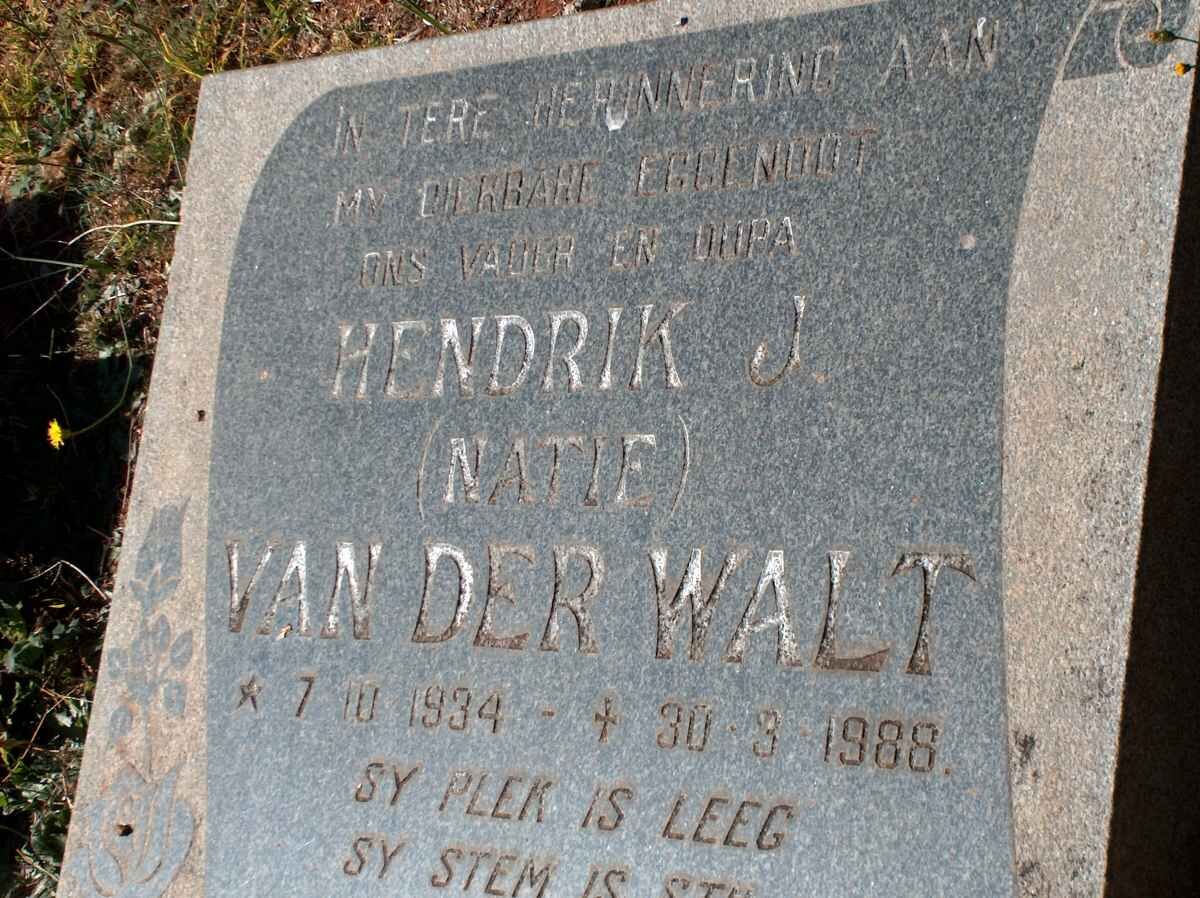 IN TERE HERINNERING AAN
MY DIERBARE EGGENOOT
ONS VADER EN OUPA
HENDRIK J.
(NATIE)
VAN DER WALT
★ 7 10 1934 - ✝ 30·3·1988.
SY PLEK IS LEEG
SY STEM IS